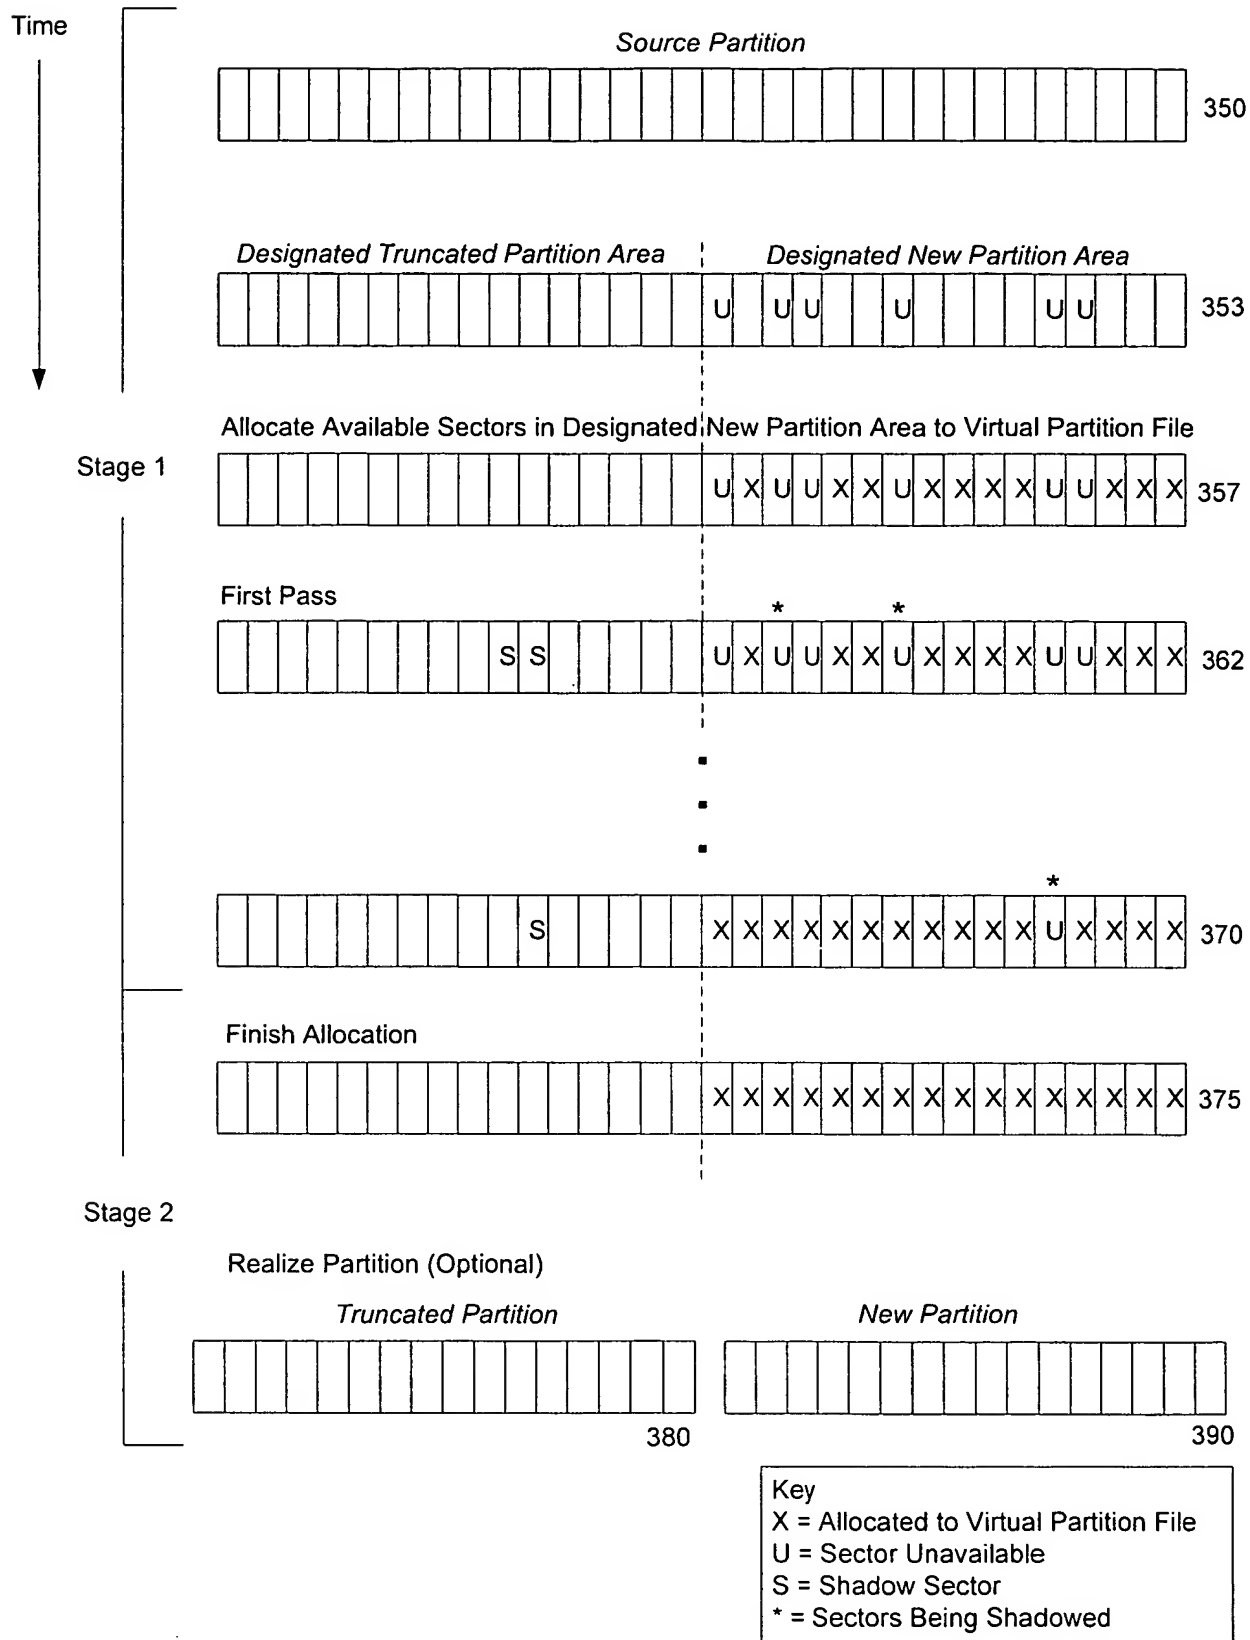 Time
Source Partition
350
Designated Truncated Partition Area Designated New Partition Area
U U U U U U 353
Allocate Available Sectors in Designated New Partition Area to Virtual Partition File
Stage 1
U X U U X X U X X X X U U X X X 357
First Pass
* *
S S U X U U X X U X X X X U U X X X 362
*
S X X X X X X X X X X X U X X X X 370
Finish Allocation
X X X X X X X X X X X X X X X X 375
Stage 2
Realize Partition (Optional)
Truncated Partition New Partition
380 390
Key
X = Allocated to Virtual Partition File
U = Sector Unavailable
S = Shadow Sector
* = Sectors Being Shadowed